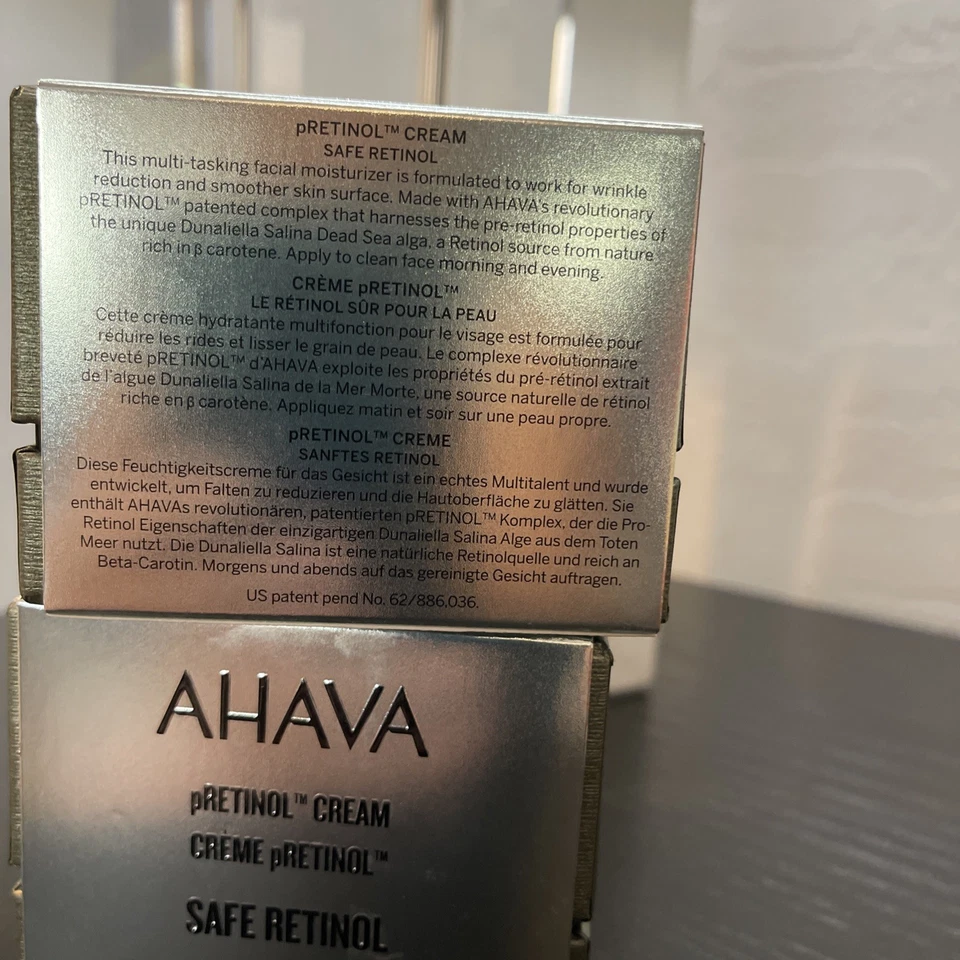 pRETINOL™ CREAM
SAFE RETINOL
This multi-tasking facial moisturizer is formulated to work for wrinkle
reduction and smoother skin surface. Made with AHAVA's revolutionary
pRETINOL™ patented complex that harnesses the pre-retinol properties of
the unique Dunaliella Salina Dead Sea alga, a Retinol source from nature
rich in β carotene. Apply to clean face morning and evening.
CRÈME pRETINOL™
LE RÉTINOL SÛR POUR LA PEAU
Cette crème hydratante multifonction pour le visage est formulée pour
réduire les rides et lisser le grain de peau. Le complexe révolutionnaire
breveté pRETINOL™ d'AHAVA exploite les propriétés du pré-rétinol extrait
de l'algue Dunaliella Salina de la Mer Morte, une source naturelle de rétinol
riche en β carotène. Appliquez matin et soir sur une peau propre.
pRETINOL™ CREME
SANFTES RETINOL
Diese Feuchtigkeitscreme für das Gesicht ist ein echtes Multitalent und wurde
entwickelt, um Falten zu reduzieren und die Hautoberfläche zu glätten. Sie
enthält AHAVAs revolutionären, patentierten pRETINOL™ Komplex, der die Pro-
Retinol Eigenschaften der einzigartigen Dunaliella Salina Alge aus dem Toten
Meer nutzt. Die Dunaliella Salina ist eine natürliche Retinolquelle und reich an
Beta-Carotin. Morgens und abends auf das gereinigte Gesicht auftragen.
US patent pend No. 62/886,036.
AHAVA
pRETINOL™ CREAM
CRÈME pRETINOL™
SAFE RETINOL